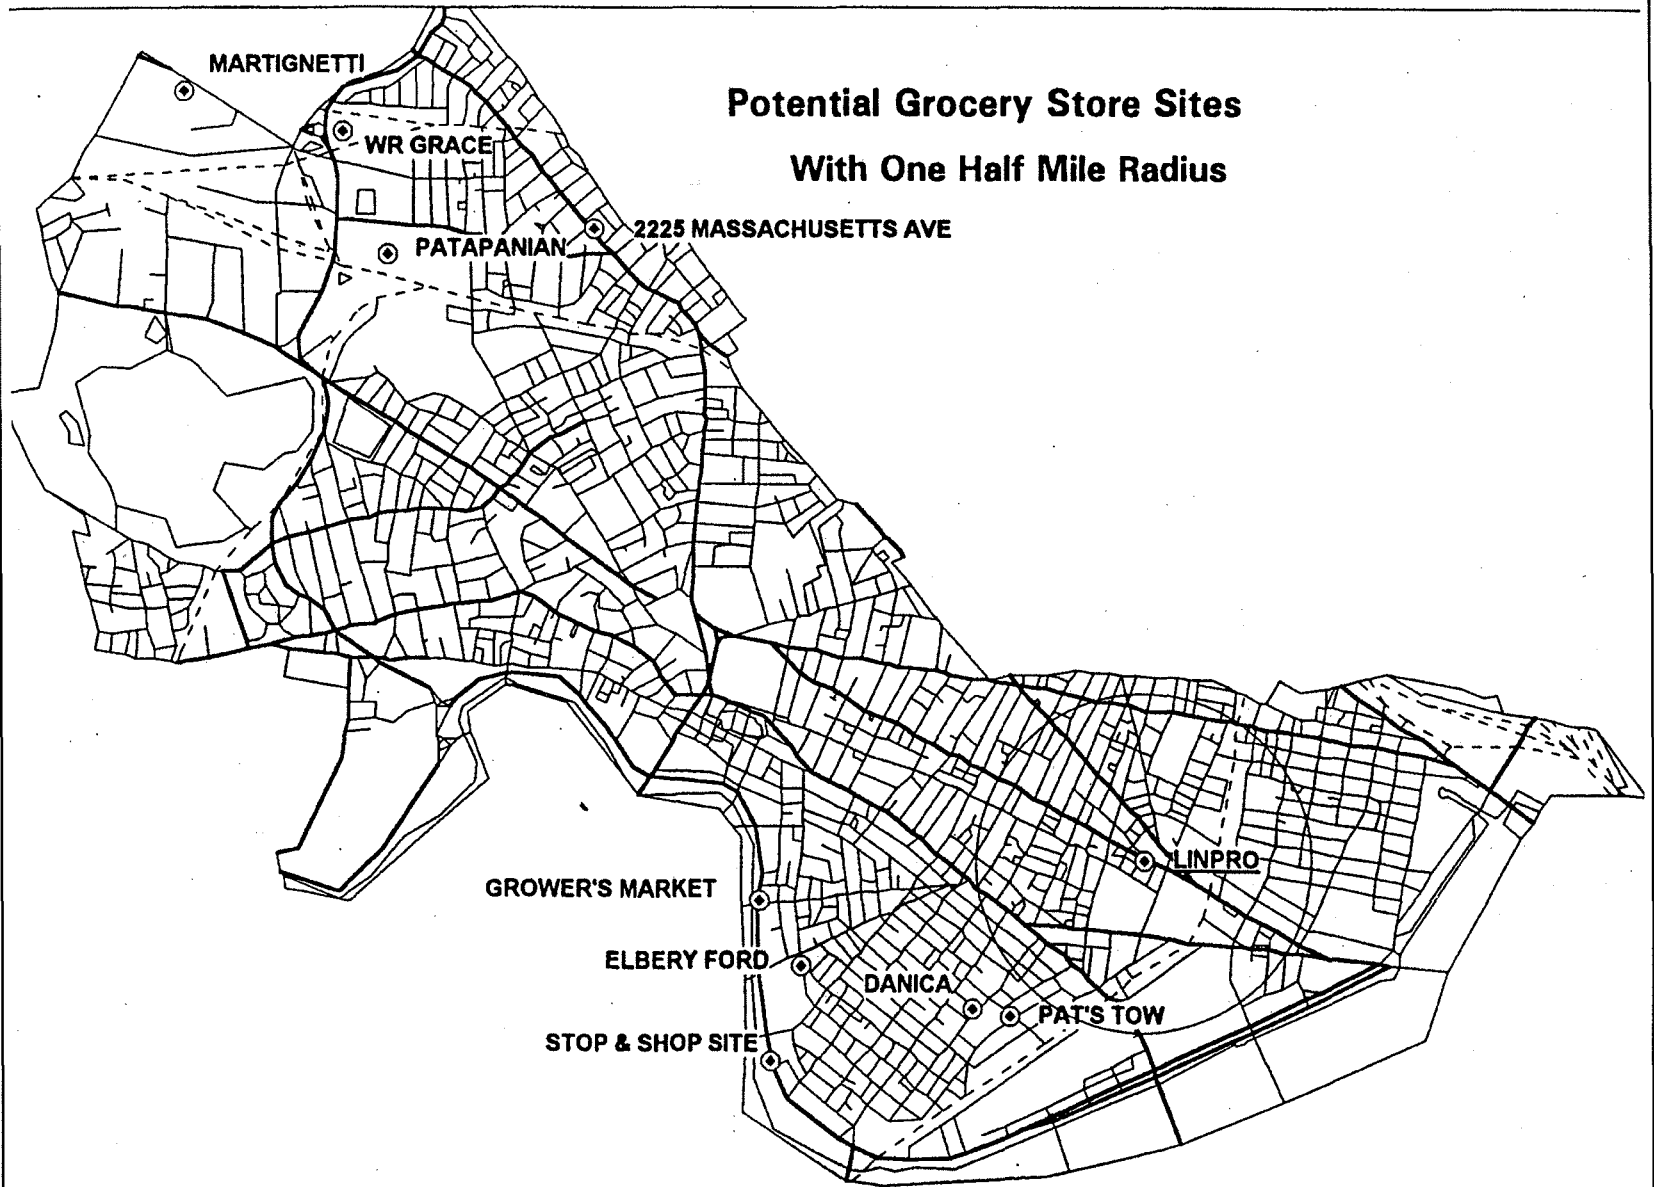 MARTIGNETTI
Potential Grocery Store Sites
With One Half Mile Radius
WR GRACE
2225 MASSACHUSETTS AVE
PATAPANIAN
LINPRO
GROWER'S MARKET
ELBERY FORD
DANICA
PAT'S TOW
STOP & SHOP SITE